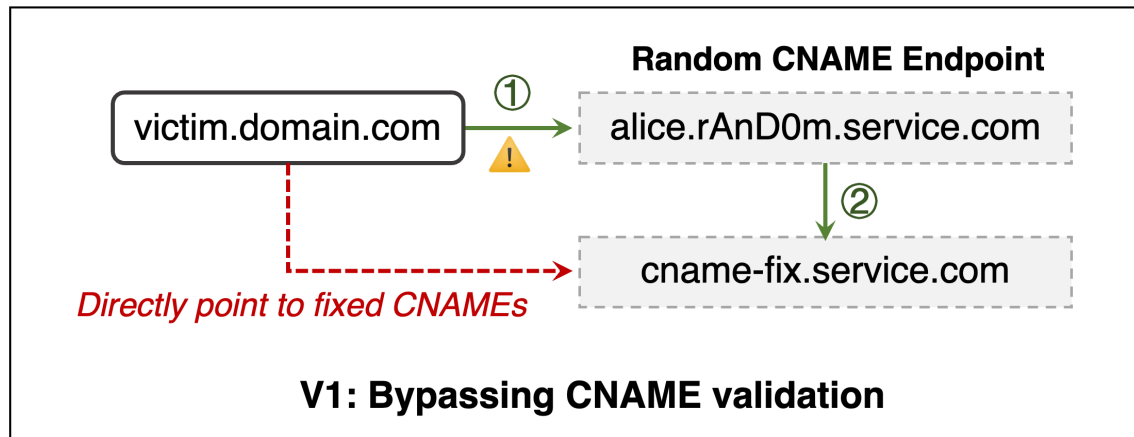 Random CNAME Endpoint
①
victim.domain.com
alice.rAnD0m.service.com
!
②
cname-fix.service.com
Directly point to fixed CNAMEs
V1: Bypassing CNAME validation